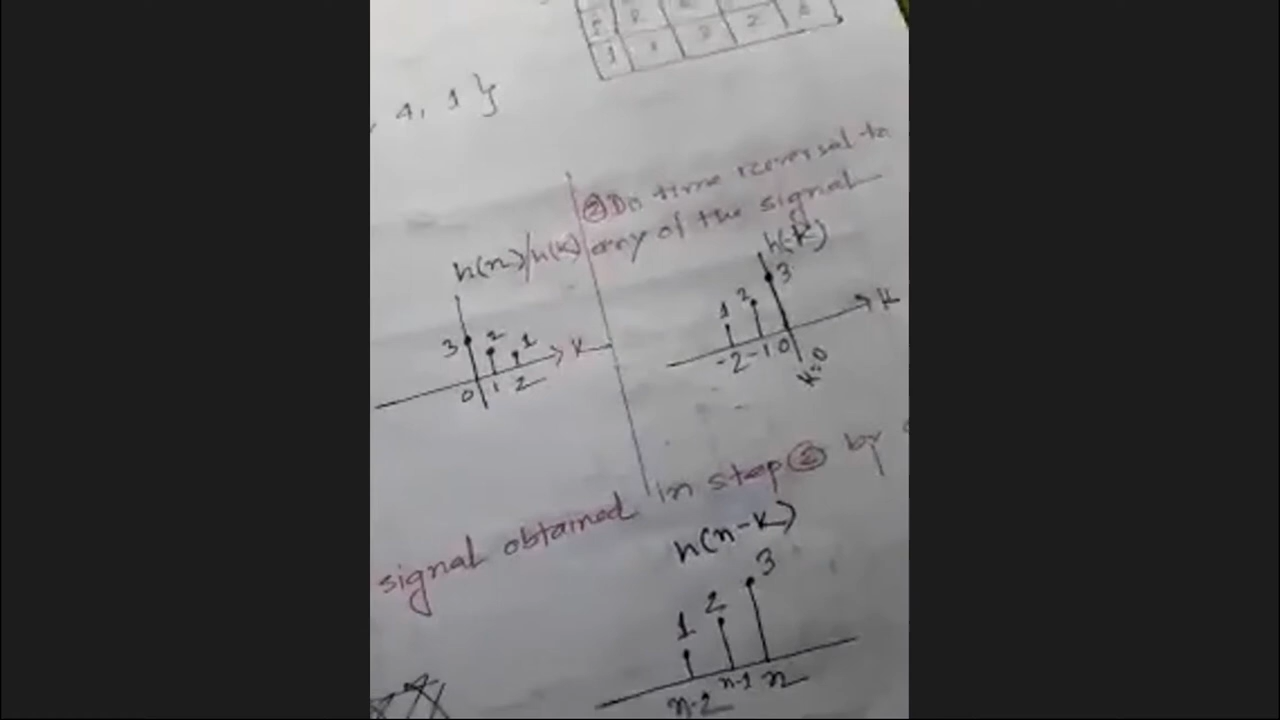 4, 1 }
② Do time reversal to
any of the signal
h(n)/h(k)
h(-k)
3 2 1 K
0 1 2
1 2 3 K
-2 -1 0
K=0
signal obtained in step ② by
h(n-k)
1 2 3
n-2 n-1 n